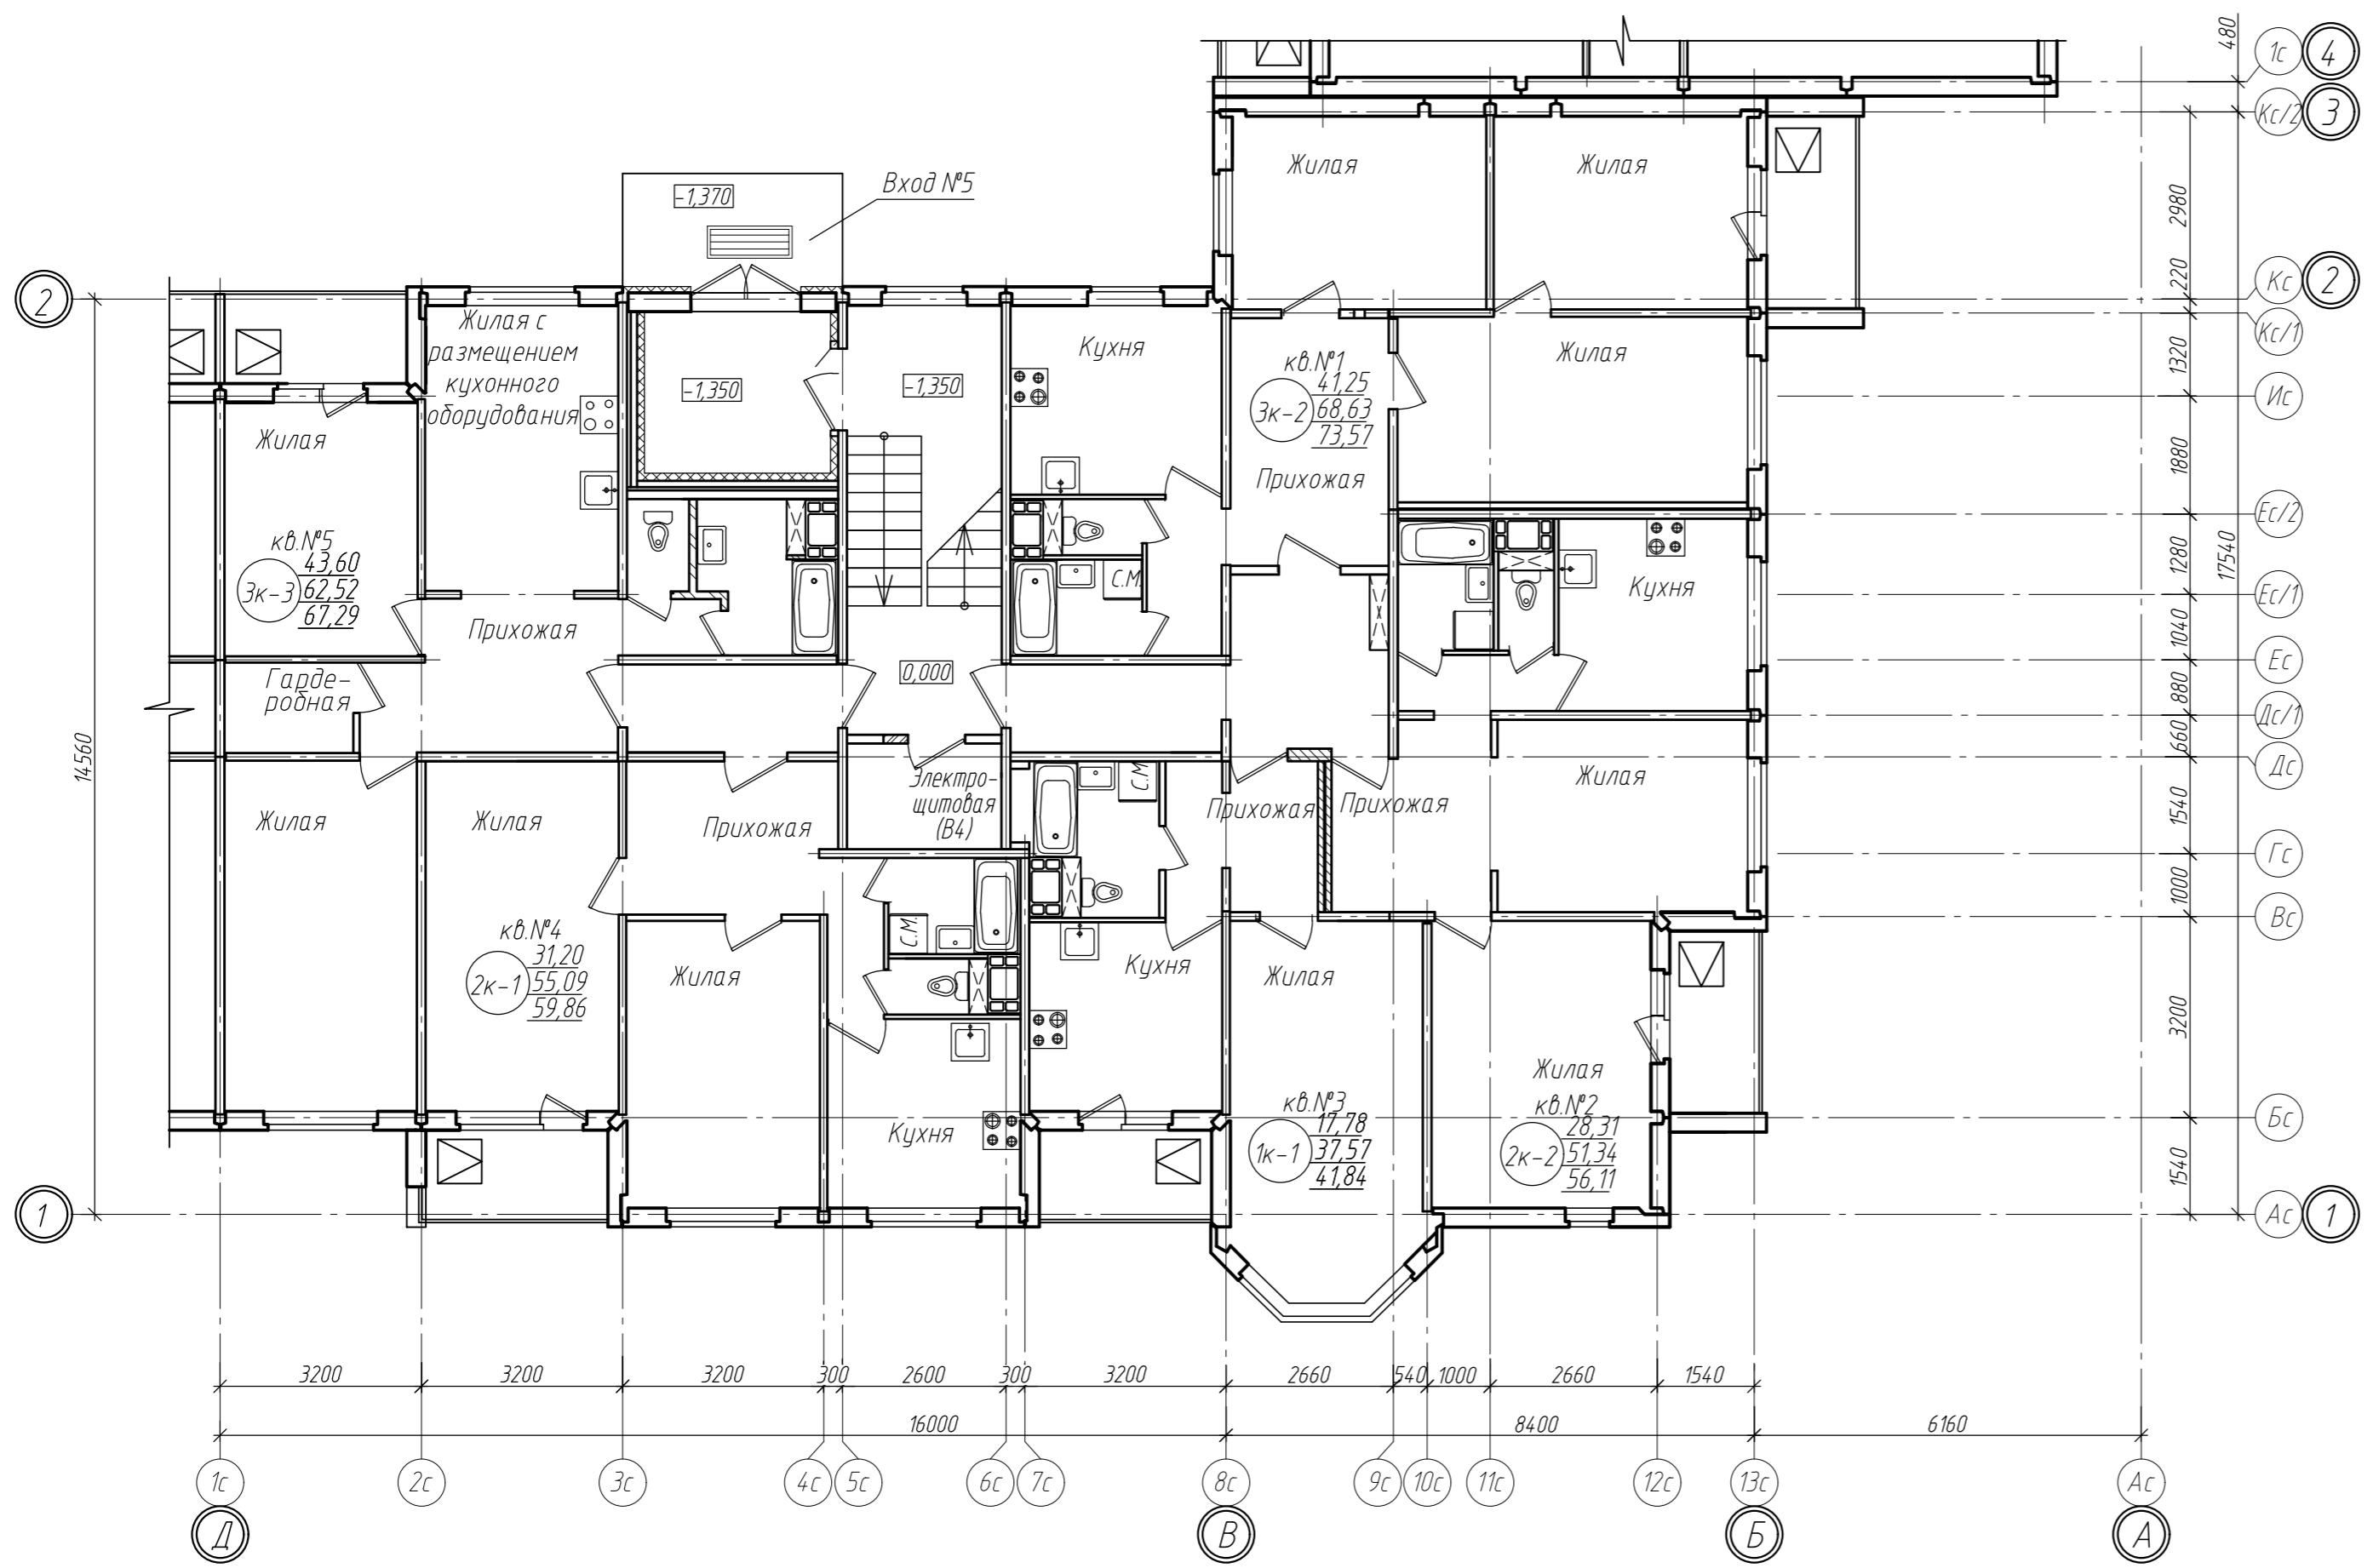 480
1с
4
Кс/2
3
Жилая
Жилая
-1,370
Вход №5
2980
220
Кс
2
2
Кс/1
Жилая с
размещением
кухонного
оборудования
-1,350
-1,350
Кухня
кв.№1
3к-2
41,25
68,63
73,57
Жилая
1320
Ис
Жилая
Прихожая
1880
Ес/2
17540
кв.№5
3к-3
43,60
62,52
67,29
С.М.
Кухня
1280
Ес/1
Прихожая
1040
Ес
Гарде-
робная
0,000
880
Дс/1
660
Дс
14560
Жилая
Жилая
Прихожая
Электро-
щитовая
(В4)
С.М.
Прихожая
Прихожая
Жилая
1540
Гс
1000
Вс
кв.№4
2к-1
31,20
55,09
59,86
Жилая
С.М.
Кухня
Жилая
3200
Жилая
Кухня
кв.№3
1к-1
17,78
37,57
41,84
кв.№2
2к-2
28,31
51,34
56,11
Бс
1540
1
Ас
1
3200
3200
3200
300
2600
300
3200
2660
540
1000
2660
1540
16000
8400
6160
1с
2с
3с
4с
5с
6с
7с
8с
9с
10с
11с
12с
13с
Ас
Д
В
Б
А